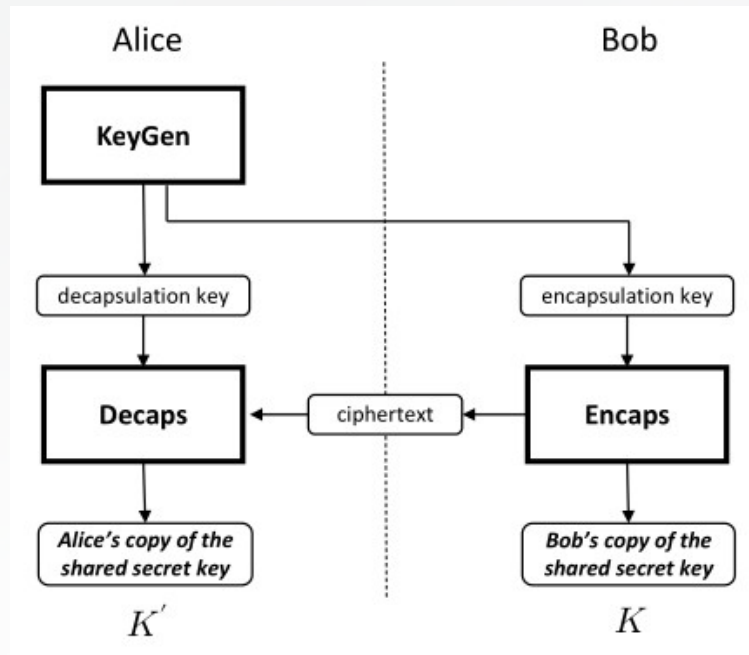 Alice
Bob
KeyGen
decapsulation key
encapsulation key
Decaps
ciphertext
Encaps
Alice's copy of the
shared secret key
Bob's copy of the
shared secret key
K′
K